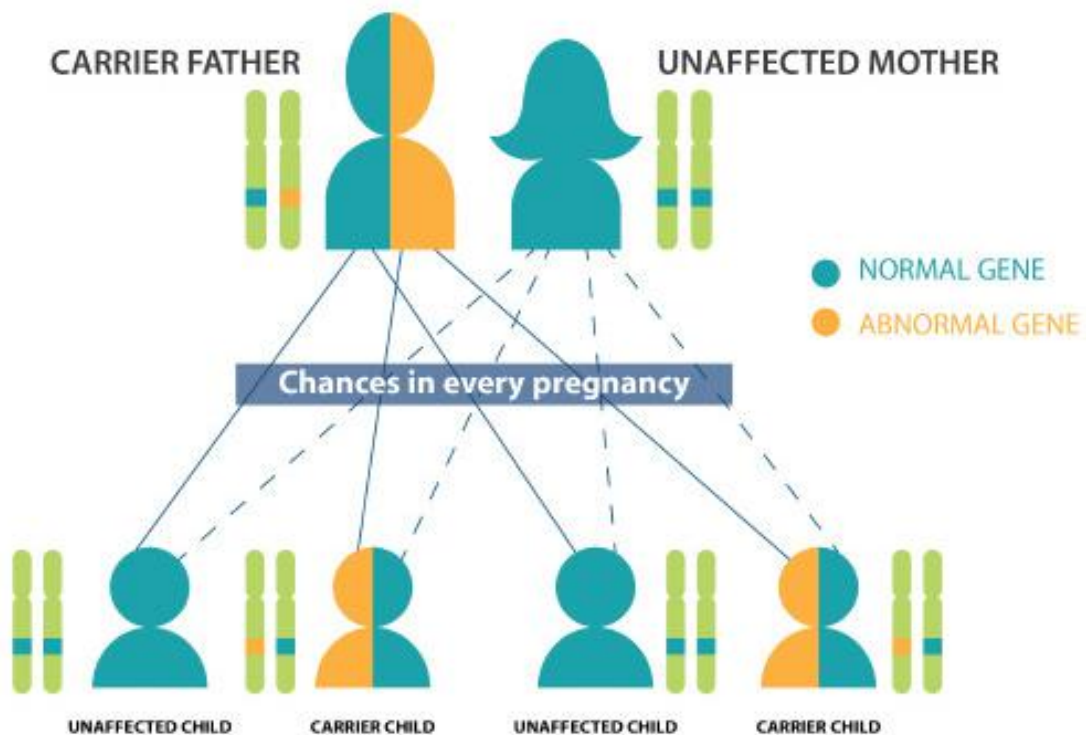 CARRIER FATHER
UNAFFECTED MOTHER
NORMAL GENE
ABNORMAL GENE
Chances in every pregnancy
UNAFFECTED CHILD
CARRIER CHILD
UNAFFECTED CHILD
CARRIER CHILD